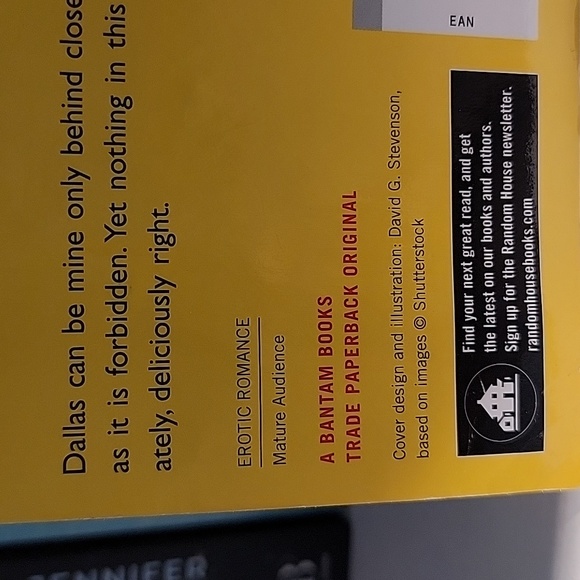 Dallas can be mine only behind close
as it is forbidden. Yet nothing in this
ately, deliciously right.
EROTIC ROMANCE
Mature Audience
A BANTAM BOOKS
TRADE PAPERBACK ORIGINAL
Cover design and illustration: David G. Stevenson,
based on images © Shutterstock
EAN
Find your next great read, and get
the latest on our books and authors.
Sign up for the Random House newsletter.
randomhousebooks.com
JENNIFER